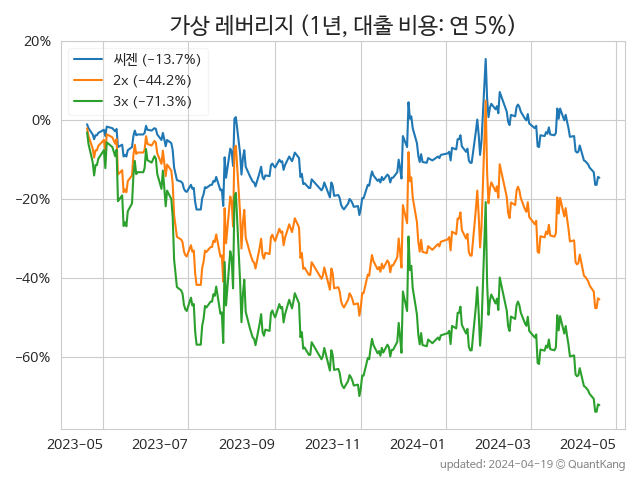 가상 레버리지 (1년, 대출 비용: 연 5%)
씨젠 (−13.7%)
2x (−44.2%)
3x (−71.3%)
20%
0%
−20%
−40%
−60%
2023-05 2023-07 2023-09 2023-11 2024-01 2024-03 2024-05
updated: 2024-04-19 © QuantKang